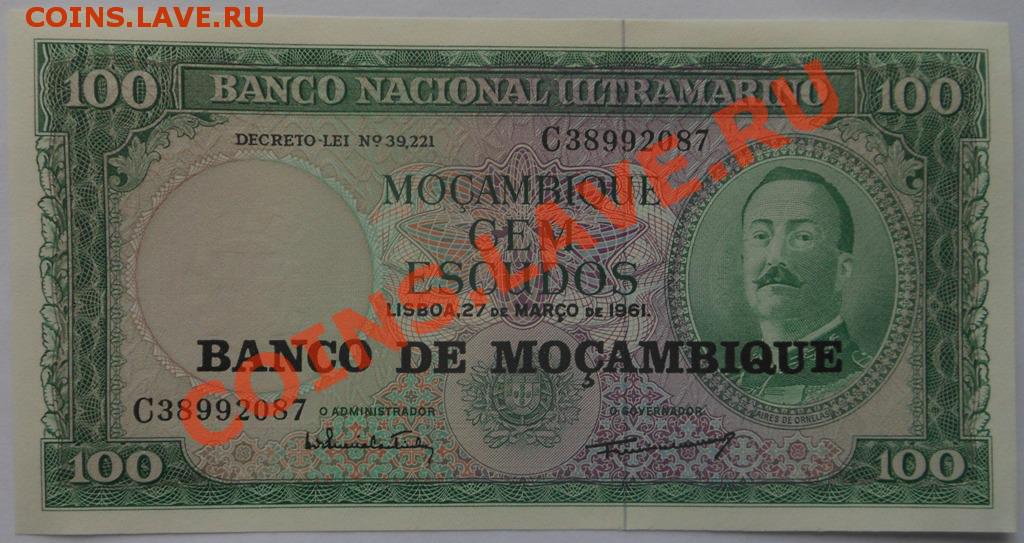 COINS.LAVE.RU
100 BANCO NACIONAL ULTRAMARINO 100
DECRETO-LEI Nº 39,221 C38992087
MOÇAMBIQUE
CEM
ESCUDOS
LISBOA, 27 DE MARÇO DE 1961.
BANCO DE MOÇAMBIQUE
C38992087 O ADMINISTRADOR O GOVERNADOR
AIRES DE ORNELAS
100 100
COINS.LAVE.RU